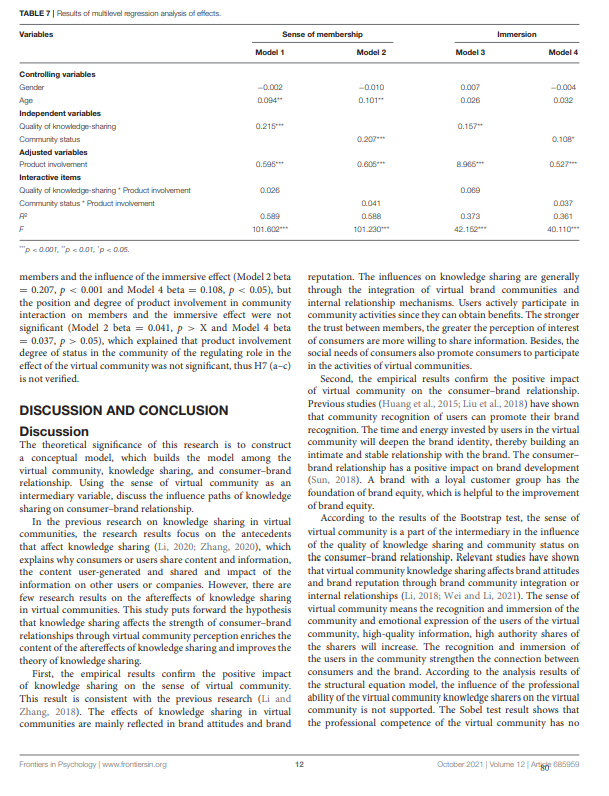 TABLE 7 | Results of multilevel regression analysis of effects.
Variables Sense of membership Immersion
Model 1 Model 2 Model 3 Model 4
Controlling variables
Gender −0.002 −0.010 0.007 −0.004
Age 0.094** 0.101** 0.026 0.032
Independent variables
Quality of knowledge-sharing 0.215*** 0.157**
Community status 0.207*** 0.108*
Adjusted variables
Product involvement 0.595*** 0.605*** 8.965*** 0.527***
Interactive items
Quality of knowledge-sharing * Product involvement 0.026 0.069
Community status * Product involvement 0.041 0.037
R² 0.589 0.588 0.373 0.361
F 101.602*** 101.230*** 42.152*** 40.110***
***p < 0.001, **p < 0.01, *p < 0.05.
members and the influence of the immersive effect (Model 2 beta
= 0.207, p < 0.001 and Model 4 beta = 0.108, p < 0.05), but
the position and degree of product involvement in community
interaction on members and the immersive effect were not
significant (Model 2 beta = 0.041, p > X and Model 4 beta
= 0.037, p > 0.05), which explained that product involvement
degree of status in the community of the regulating role in the
effect of the virtual community was not significant, thus H7 (a–c)
is not verified.
DISCUSSION AND CONCLUSION
Discussion
The theoretical significance of this research is to construct
a conceptual model, which builds the model among the
virtual community, knowledge sharing, and consumer–brand
relationship. Using the sense of virtual community as an
intermediary variable, discuss the influence paths of knowledge
sharing on consumer–brand relationship.
In the previous research on knowledge sharing in virtual
communities, the research results focus on the antecedents
that affect knowledge sharing (Li, 2020; Zhang, 2020), which
explains why consumers or users share content and information,
the content user-generated and shared and impact of the
information on other users or companies. However, there are
few research results on the aftereffects of knowledge sharing
in virtual communities. This study puts forward the hypothesis
that knowledge sharing affects the strength of consumer–brand
relationships through virtual community perception enriches the
content of the aftereffects of knowledge sharing and improves the
theory of knowledge sharing.
First, the empirical results confirm the positive impact
of knowledge sharing on the sense of virtual community.
This result is consistent with the previous research (Li and
Zhang, 2018). The effects of knowledge sharing in virtual
communities are mainly reflected in brand attitudes and brand
reputation. The influences on knowledge sharing are generally
through the integration of virtual brand communities and
internal relationship mechanisms. Users actively participate in
community activities since they can obtain benefits. The stronger
the trust between members, the greater the perception of interest
of consumers are more willing to share information. Besides, the
social needs of consumers also promote consumers to participate
in the activities of virtual communities.
Second, the empirical results confirm the positive impact
of virtual community on the consumer–brand relationship.
Previous studies (Huang et al., 2015; Liu et al., 2018) have shown
that community recognition of users can promote their brand
recognition. The time and energy invested by users in the virtual
community will deepen the brand identity, thereby building an
intimate and stable relationship with the brand. The consumer–
brand relationship has a positive impact on brand development
(Sun, 2018). A brand with a loyal customer group has the
foundation of brand equity, which is helpful to the improvement
of brand equity.
According to the results of the Bootstrap test, the sense of
virtual community is a part of the intermediary in the influence
of the quality of knowledge sharing and community status on
the consumer–brand relationship, Relevant studies have shown
that virtual community knowledge sharing affects brand attitudes
and brand reputation through brand community integration or
internal relationships (Li, 2018; Wei and Li, 2021). The sense of
virtual community means the recognition and immersion of the
community and emotional expression of the users of the virtual
community, high-quality information, high authority shares of
the sharers will increase. The recognition and immersion of
the users in the community strengthen the connection between
consumers and the brand. According to the analysis results of
the structural equation model, the influence of the professional
ability of the virtual community knowledge sharers on the virtual
community is not supported. The Sobel test result shows that
the professional competence of the virtual community has no
Frontiers in Psychology | www.frontiersin.org 12 October 2021 | Volume 12 | Article 685959
80